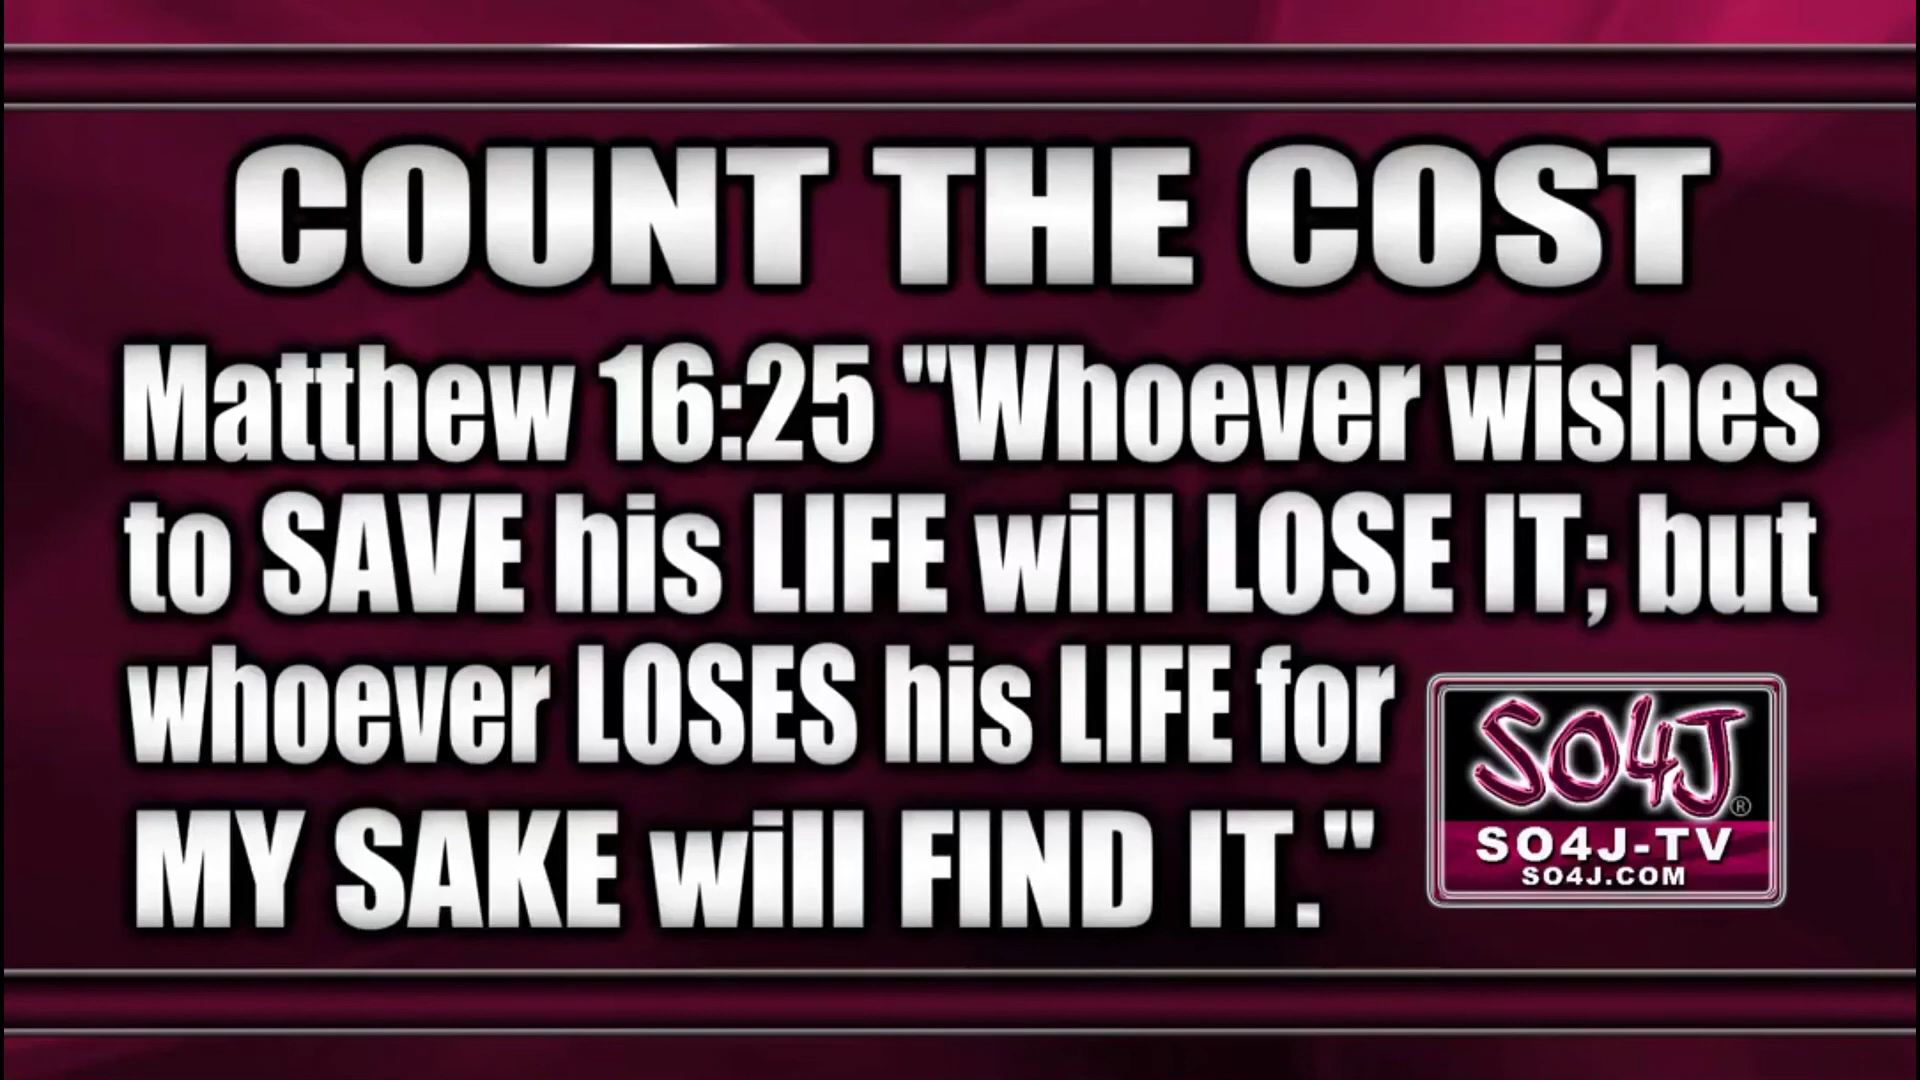 COUNT THE COST
Matthew 16:25 "Whoever wishes
to SAVE his LIFE will LOSE IT; but
whoever LOSES his LIFE for
MY SAKE will FIND IT."
SO4J®
SO4J-TV
SO4J.COM